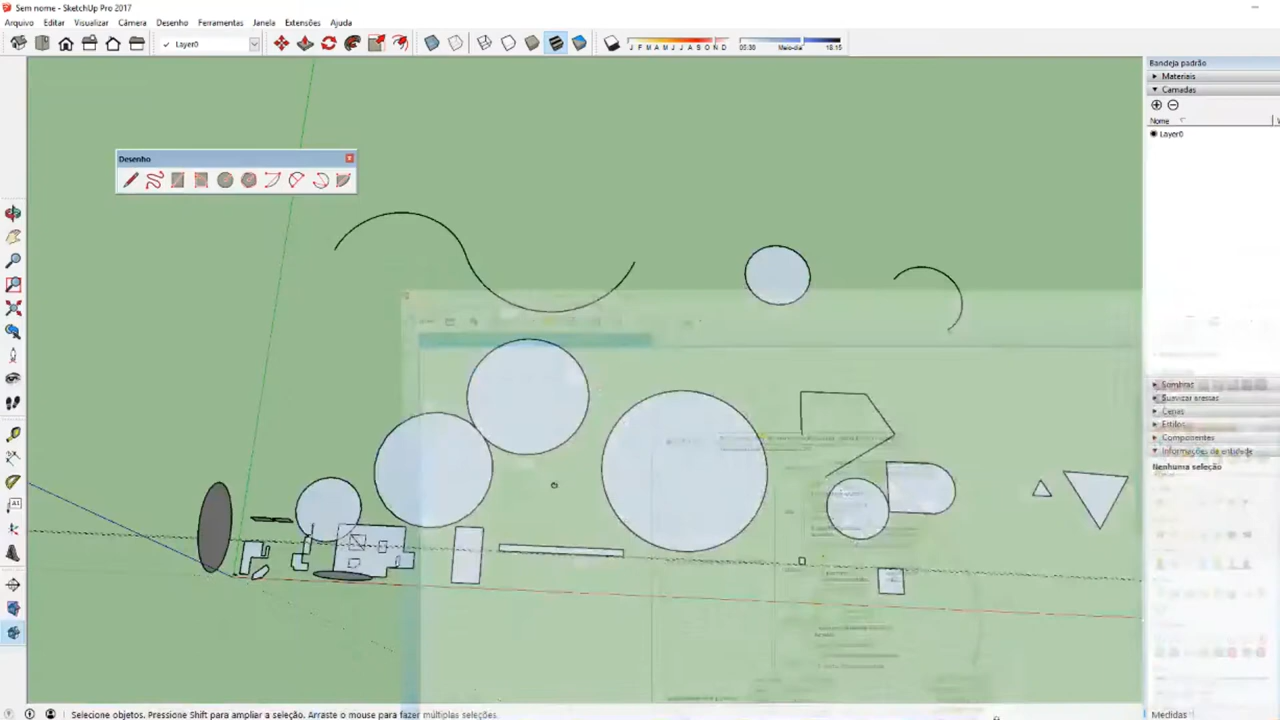 Sem nome - SketchUp Pro 2017
Arquivo Editar Visualizar Câmera Desenho Ferramentas Janela Extensões Ajuda
Layer0
J F M A M J J A S O N D
05:30 Meio-dia 18:15
Bandeja padrão
Materiais
Camadas
Nome
Layer0
Desenho
Sombras
Suavizar arestas
Cenas
Estilos
Componentes
Informações da entidade
Nenhuma seleção
Selecione objetos. Pressione Shift para ampliar a seleção. Arraste o mouse para fazer múltiplas seleções.
Medidas